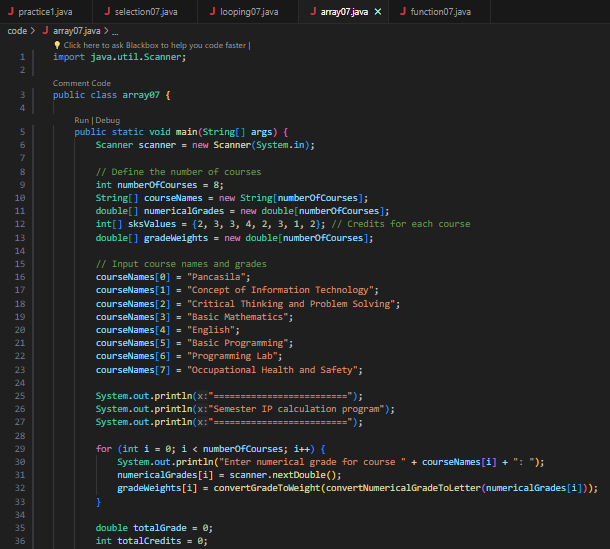 practice1.java selection07.java looping07.java array07.java × function07.java
code > array07.java > ...
Click here to ask Blackbox to help you code faster |
1 import java.util.Scanner;
2
Comment Code
3 public class array07 {
4
Run | Debug
5 public static void main(String[] args) {
6 Scanner scanner = new Scanner(System.in);
7
8 // Define the number of courses
9 int numberOfCourses = 8;
10 String[] courseNames = new String[numberOfCourses];
11 double[] numericalGrades = new double[numberOfCourses];
12 int[] sksValues = {2, 3, 3, 4, 2, 3, 1, 2}; // Credits for each course
13 double[] gradeWeights = new double[numberOfCourses];
14
15 // Input course names and grades
16 courseNames[0] = "Pancasila";
17 courseNames[1] = "Concept of Information Technology";
18 courseNames[2] = "Critical Thinking and Problem Solving";
19 courseNames[3] = "Basic Mathematics";
20 courseNames[4] = "English";
21 courseNames[5] = "Basic Programming";
22 courseNames[6] = "Programming Lab";
23 courseNames[7] = "Occupational Health and Safety";
24
25 System.out.println(x:"=========================");
26 System.out.println(x:"Semester IP calculation program");
27 System.out.println(x:"=========================");
28
29 for (int i = 0; i < numberOfCourses; i++) {
30 System.out.println("Enter numerical grade for course " + courseNames[i] + ": ");
31 numericalGrades[i] = scanner.nextDouble();
32 gradeWeights[i] = convertGradeToWeight(convertNumericalGradeToLetter(numericalGrades[i]));
33 }
34
35 double totalGrade = 0;
36 int totalCredits = 0;